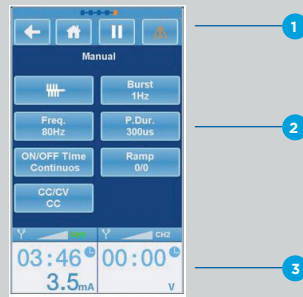 1
Manual
Burst
1Hz
Freq.
80Hz
P.Dur.
300us
2
ON/OFF Time
Continuos
Ramp
0/0
CC/CV
CC
CH2
03:46
00:00
3
3.5mA
V